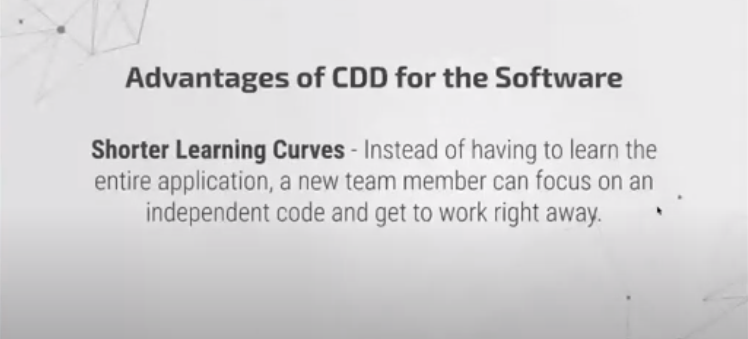 Advantages of CDD for the Software
Shorter Learning Curves - Instead of having to learn the
entire application, a new team member can focus on an
independent code and get to work right away.